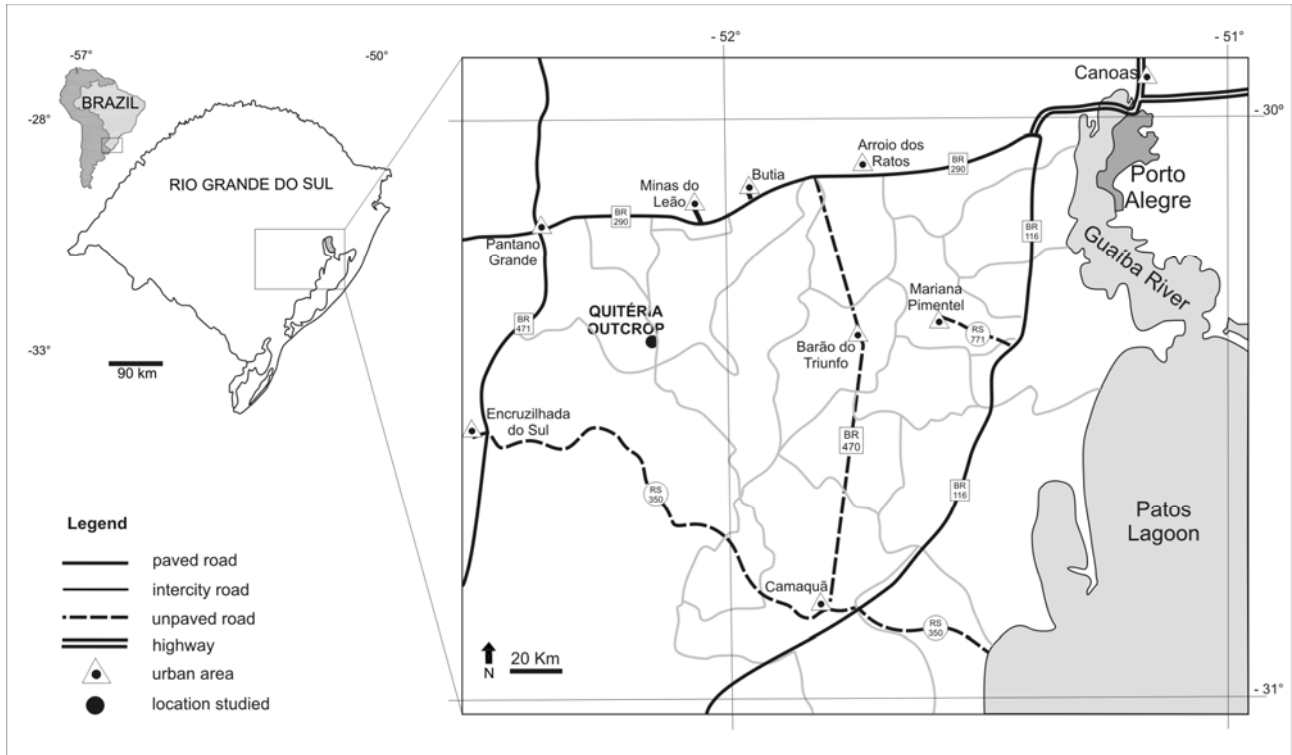 -57°
-50°
BRAZIL
-28°
RIO GRANDE DO SUL
-33°
90 km
Legend
paved road
intercity road
unpaved road
highway
urban area
location studied
- 52°
- 51°
Canoas
- 30°
Arroio dos
Ratos
BR
290
Butia
Minas do
Leão
Porto
Alegre
BR
290
BR
116
Pantano
Grande
Guaíba River
Mariana
Pimentel
QUITÉRIA
OUTCROP
BR
471
RS
771
Barão do
Triunfo
Encruzilhada
do Sul
BR
470
RS
350
BR
116
Patos
Lagoon
Camaquã
RS
350
N
20 Km
- 31°
- 52°
- 51°